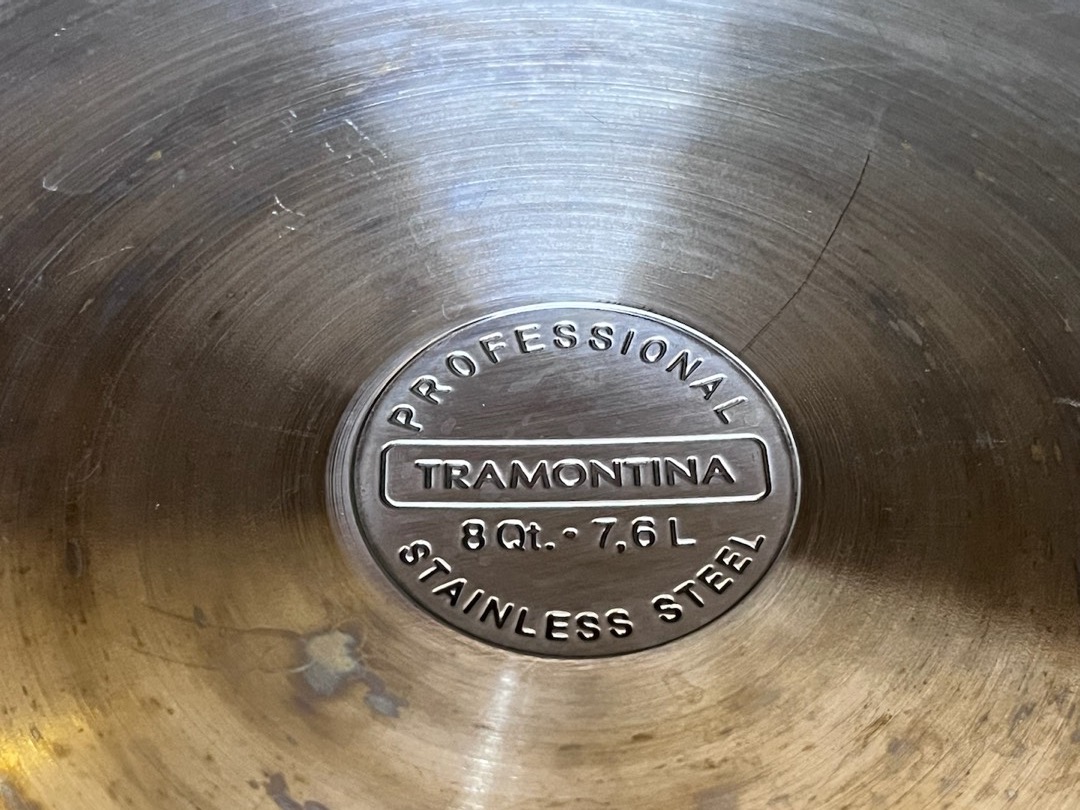 PROFESSIONAL
TRAMONTINA
8 Qt. • 7,6 L
STAINLESS STEEL